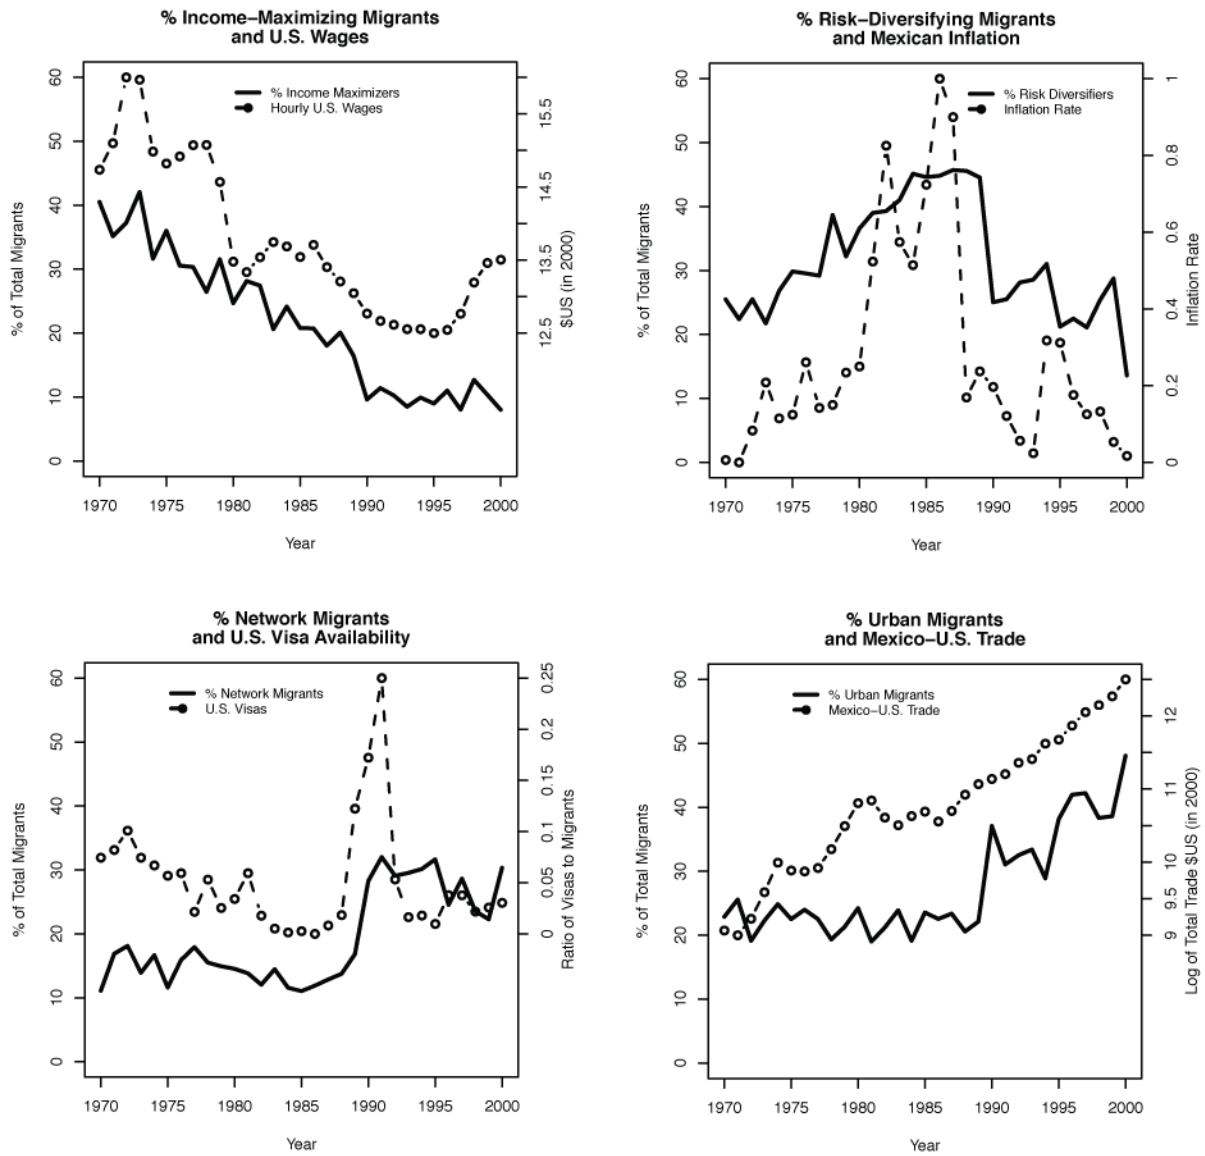 % Income–Maximizing Migrants
and U.S. Wages
% Income Maximizers
Hourly U.S. Wages
% of Total Migrants
0
10
20
30
40
50
60
12.5
13.5
14.5
15.5
$US (in 2000)
1970
1975
1980
1985
1990
1995
2000
Year
% Risk–Diversifying Migrants
and Mexican Inflation
% Risk Diversifiers
Inflation Rate
% of Total Migrants
0
10
20
30
40
50
60
0
0.2
0.4
0.6
0.8
1
Inflation Rate
1970
1975
1980
1985
1990
1995
2000
Year
% Network Migrants
and U.S. Visa Availability
% Network Migrants
U.S. Visas
% of Total Migrants
0
10
20
30
40
50
60
0
0.05
0.1
0.15
0.2
0.25
Ratio of Visas to Migrants
1970
1975
1980
1985
1990
1995
2000
Year
% Urban Migrants
and Mexico–U.S. Trade
% Urban Migrants
Mexico–U.S. Trade
% of Total Migrants
0
10
20
30
40
50
60
9
9.5
10
11
12
Log of Total Trade $US (in 2000)
1970
1975
1980
1985
1990
1995
2000
Year